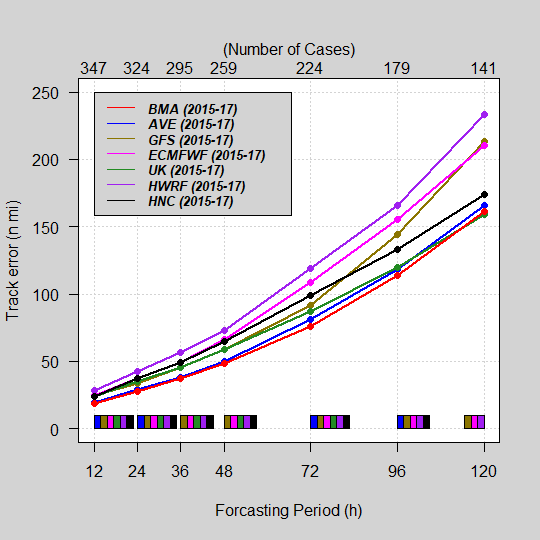 (Number of Cases)
347 324 295 259 224 179 141
250
200
150
100
50
0
Track error (n mi)
BMA (2015-17)
AVE (2015-17)
GFS (2015-17)
ECMFWF (2015-17)
UK (2015-17)
HWRF (2015-17)
HNC (2015-17)
12 24 36 48 72 96 120
Forcasting Period (h)